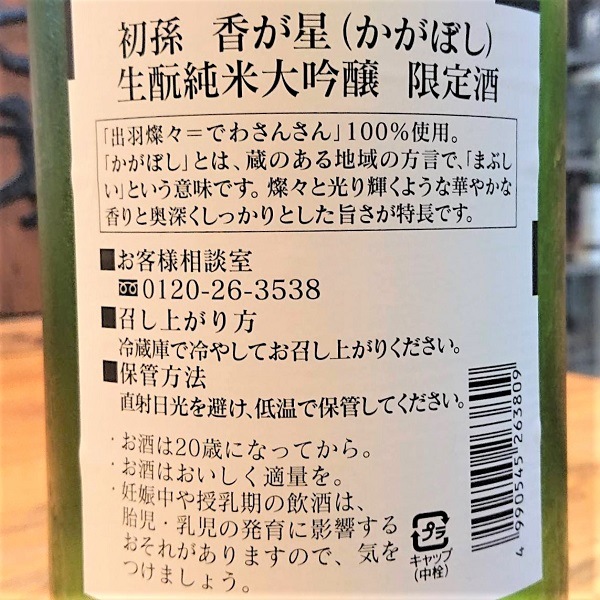 初孫 香が星（かがぼし）
生酛純米大吟醸 限定酒
「出羽燦々＝でわさんさん」100％使用。
「かがぼし」とは、蔵のある地域の方言で、「まぶし
い」という意味です。燦々と光り輝くような華やかな
香りと奥深くしっかりとした旨さが特長です。
■お客様相談室
0120-26-3538
■召し上がり方
冷蔵庫で冷やしてお召し上がりください。
■保管方法
直射日光を避け、低温で保管してください。
・お酒は20歳になってから。
・お酒はおいしく適量を。
・妊娠中や授乳期の飲酒は、
胎児・乳児の発育に影響する
おそれがありますので、気を
つけましょう。
プラ
キャップ
（中栓）
4 990545 263809